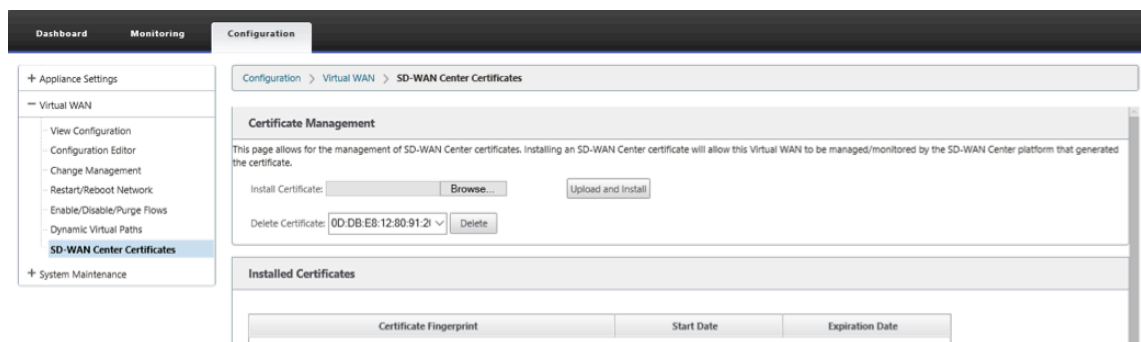 Dashboard Monitoring Configuration
+ Appliance Settings
− Virtual WAN
View Configuration
Configuration Editor
Change Management
Restart/Reboot Network
Enable/Disable/Purge Flows
Dynamic Virtual Paths
SD-WAN Center Certificates
+ System Maintenance
Configuration > Virtual WAN > SD-WAN Center Certificates
Certificate Management
This page allows for the management of SD-WAN Center certificates. Installing an SD-WAN Center certificate will allow this Virtual WAN to be managed/monitored by the SD-WAN Center platform that generated
the certificate.
Install Certificate: Browse... Upload and Install
Delete Certificate: 0D:DB:E8:12:80:91:2 Delete
Installed Certificates
Certificate Fingerprint Start Date Expiration Date